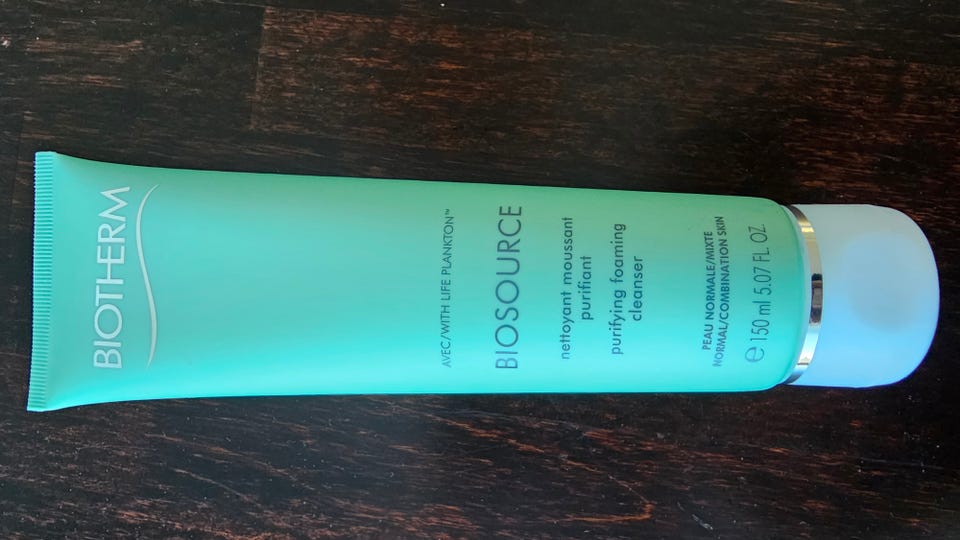 BIOTHERM
AVEC/WITH LIFE PLANKTON™
BIOSOURCE
nettoyant moussant
purifiant
purifying foaming
cleanser
PEAU NORMALE/MIXTE
NORMAL/COMBINATION SKIN
℮ 150 ml 5.07 FL. OZ.